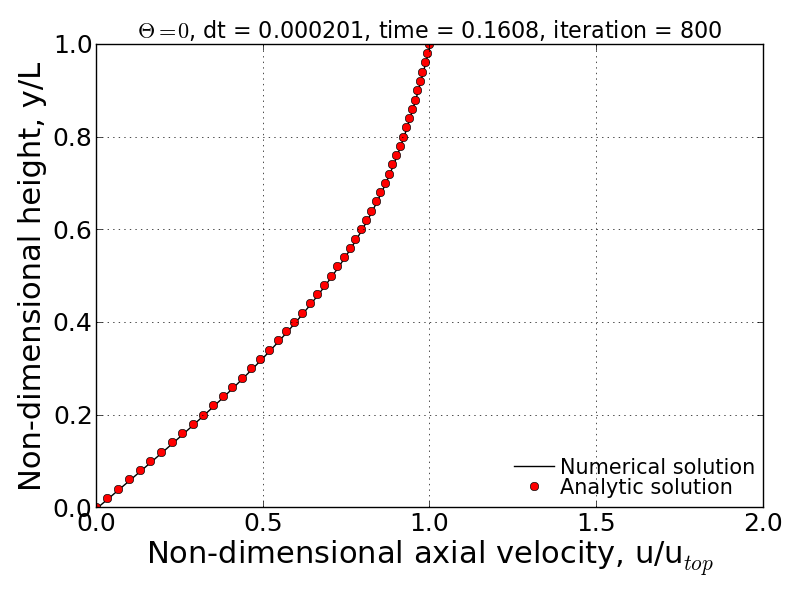 Θ=0, dt = 0.000201, time = 0.1608, iteration = 800
Non-dimensional height, y/L
1.0
0.8
0.6
0.4
0.2
0.0
Numerical solution
Analytic solution
0.0 0.5 1.0 1.5 2.0
Non-dimensional axial velocity, u/u_top